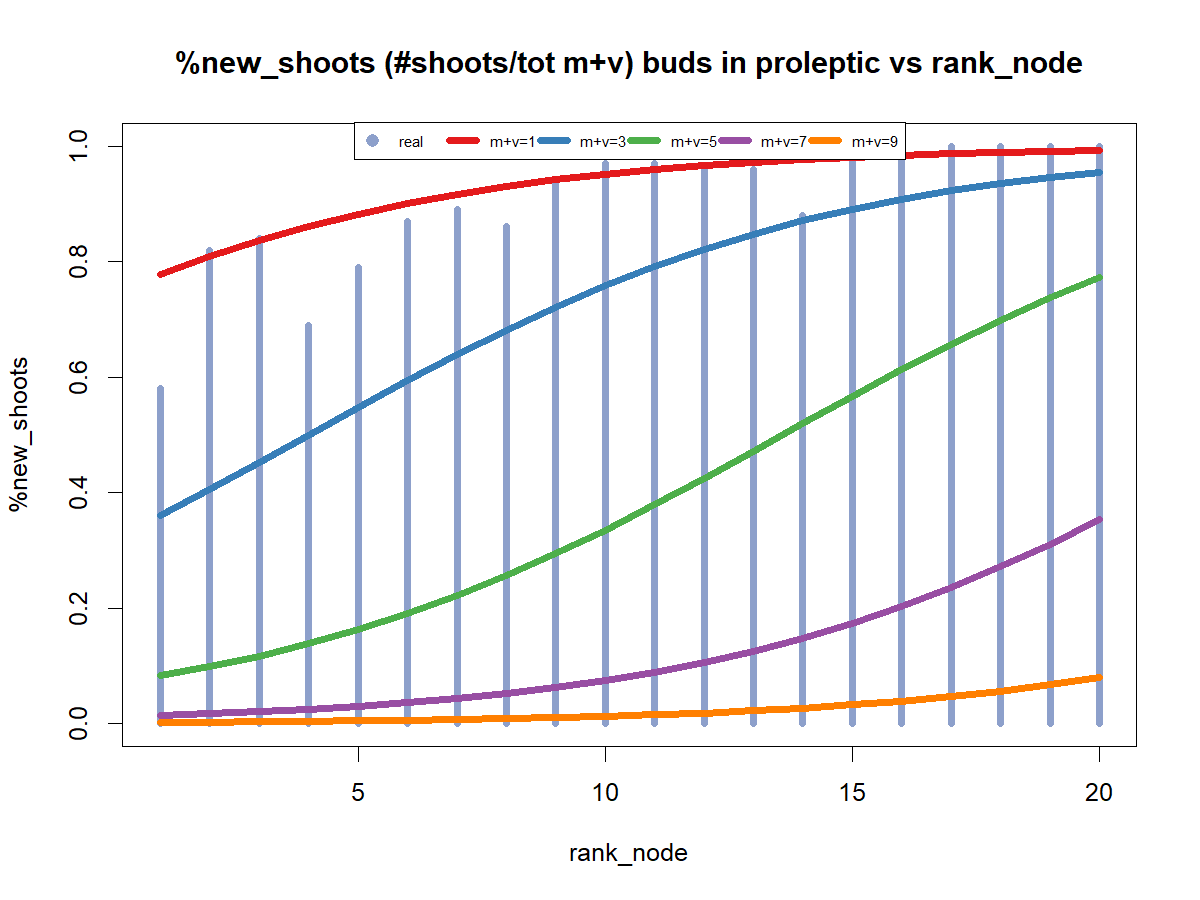 %new_shoots (#shoots/tot m+v) buds in proleptic vs rank_node
real m+v=1 m+v=3 m+v=5 m+v=7 m+v=9
%new_shoots
1.0
0.8
0.6
0.4
0.2
0.0
5 10 15 20
rank_node